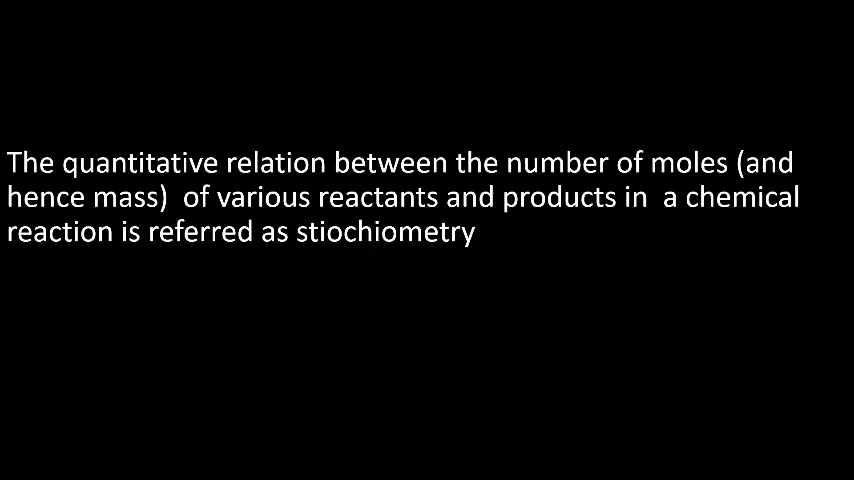 The quantitative relation between the number of moles (and
hence mass)  of various reactants and products in  a chemical
reaction is referred as stiochiometry